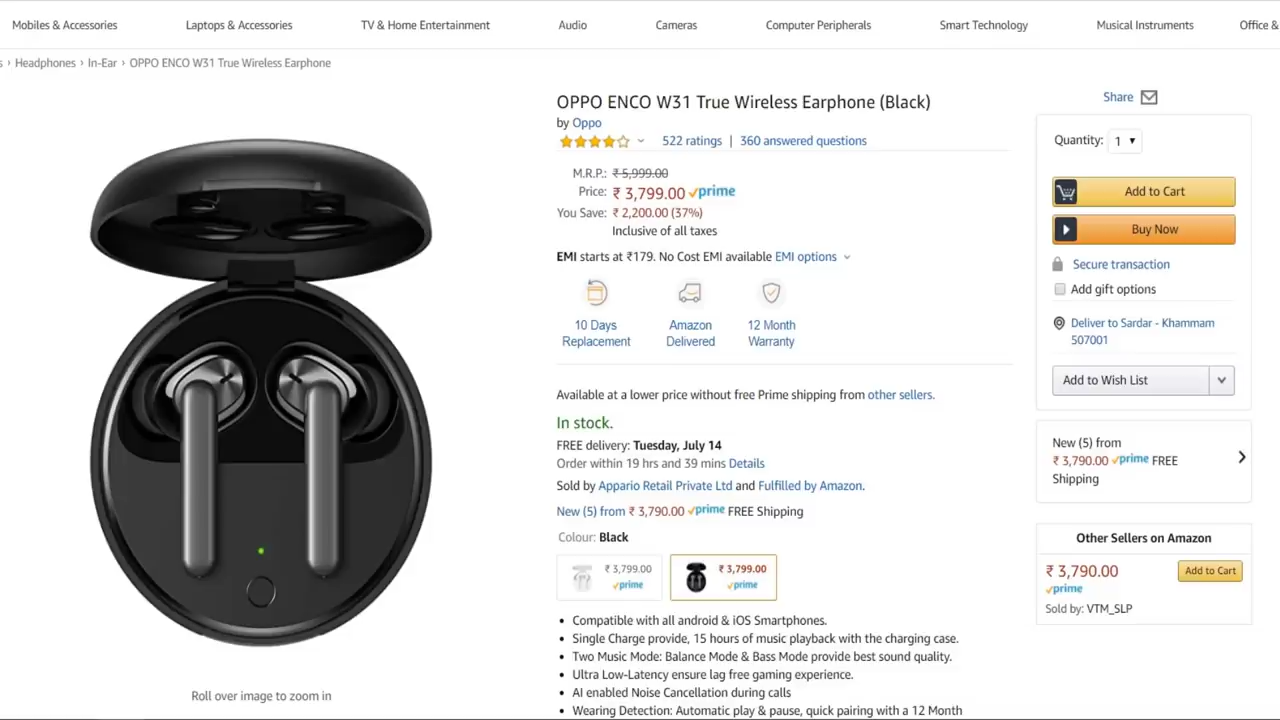 Mobiles & Accessories Laptops & Accessories TV & Home Entertainment Audio Cameras Computer Peripherals Smart Technology Musical Instruments Office &
s › Headphones › In-Ear › OPPO ENCO W31 True Wireless Earphone
Roll over image to zoom in
OPPO ENCO W31 True Wireless Earphone (Black)
by Oppo
522 ratings | 360 answered questions
M.R.P.: ₹ 5,999.00
Price: ₹ 3,799.00 prime
You Save: ₹ 2,200.00 (37%)
Inclusive of all taxes
EMI starts at ₹179. No Cost EMI available EMI options
10 Days Replacement
Amazon Delivered
12 Month Warranty
Available at a lower price without free Prime shipping from other sellers.
In stock.
FREE delivery: Tuesday, July 14
Order within 19 hrs and 39 mins Details
Sold by Appario Retail Private Ltd and Fulfilled by Amazon.
New (5) from ₹ 3,790.00 prime FREE Shipping
Colour: Black
₹ 3,799.00
prime
₹ 3,799.00
prime
• Compatible with all android & iOS Smartphones.
• Single Charge provide, 15 hours of music playback with the charging case.
• Two Music Mode: Balance Mode & Bass Mode provide best sound quality.
• Ultra Low-Latency ensure lag free gaming experience.
• AI enabled Noise Cancellation during calls
• Wearing Detection: Automatic play & pause, quick pairing with a 12 Month
Share
Quantity: 1
Add to Cart
Buy Now
Secure transaction
Add gift options
Deliver to Sardar - Khammam
507001
Add to Wish List
New (5) from
₹ 3,790.00 prime FREE
Shipping
Other Sellers on Amazon
₹ 3,790.00 Add to Cart
prime
Sold by: VTM_SLP